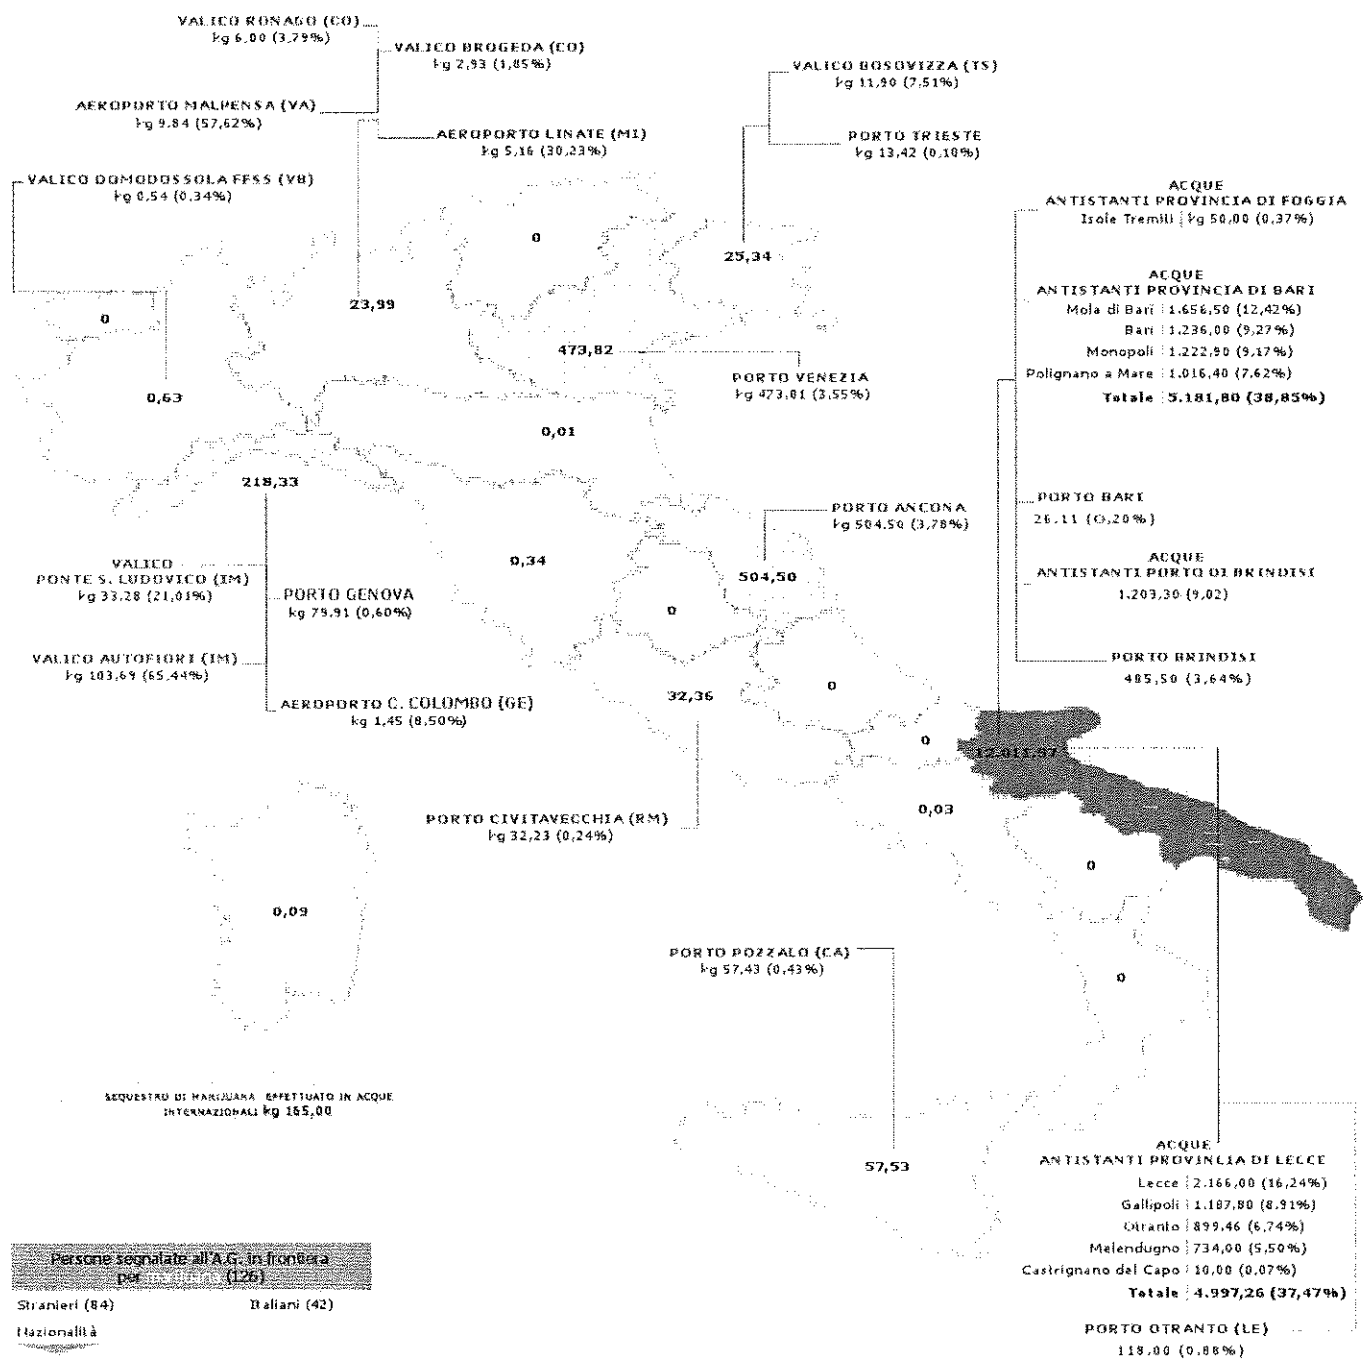 VALICO RONAGO (CO)
kg 6,00 (3,79%)
VALICO BROGEDA (CO)
kg 2,93 (1,85%)
VALICO BOSOVIZZA (TS)
kg 11,90 (7,51%)
AEROPORTO MALPENSA (VA)
kg 9.84 (57,62%)
AEROPORTO LINATE (MI)
kg 5,16 (30,23%)
PORTO TRIESTE
kg 13,42 (0,10%)
VALICO DOMODOSSOLA FFSS (VB)
kg 0,54 (0,34%)
ACQUE
ANTISTANTI PROVINCIA DI FOGGIA
Isole Tremiti kg 50,00 (0,37%)
0
25,34
23,99
0
473,82
0,63
ACQUE
ANTISTANTI PROVINCIA DI BARI
Mola di Bari 1.656,50 (12,42%)
Bari 1.236,00 (9,27%)
Monopoli 1.222,90 (9,17%)
Polignano a Mare 1.016,40 (7,62%)
Totale 5.181,80 (38,85%)
PORTO VENEZIA
kg 473,81 (3,55%)
0,01
218,33
PORTO ANCONA
kg 504,50 (3,78%)
PORTO BARI
26,11 (0,20%)
0,34
504,50
0
VALICO
PONTE S. LUDOVICO (IM)
kg 33,28 (21,01%)
PORTO GENOVA
kg 79,91 (0,60%)
ACQUE
ANTISTANTI PORTO DI BRINDISI
1.203,30 (9,02)
VALICO AUTOFIORI (IM)
kg 103,69 (65,44%)
AEROPORTO C. COLOMBO (GE)
kg 1,45 (8,50%)
PORTO BRINDISI
485,50 (3,64%)
32,36
0
0
12.011,97
0,03
PORTO CIVITAVECCHIA (RM)
kg 32,23 (0,24%)
0
0,09
PORTO POZZALO (CA)
kg 57,43 (0,43%)
0
SEQUESTRO DI MARIJUANA EFFETTUATO IN ACQUE
INTERNAZIONALI kg 165,00
57,53
ACQUE
ANTISTANTI PROVINCIA DI LECCE
Lecce 2.166,00 (16,24%)
Gallipoli 1.187,80 (8,91%)
Otranto 899,46 (6,74%)
Melendugno 734,00 (5,50%)
Castrignano del Capo 10,00 (0,07%)
Totale 4.997,26 (37,47%)
PORTO OTRANTO (LE)
118,00 (0,88%)
Persone segnalate all'A.G. in frontiera
per marijuana (126)
Stranieri (84) Italiani (42)
Nazionalità